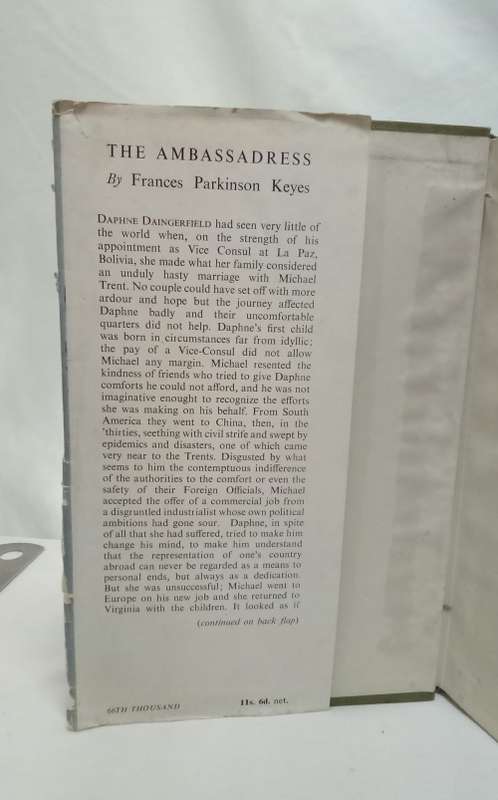 THE AMBASSADRESS
By Frances Parkinson Keyes
DAPHNE DAINGERFIELD had seen very little of
the world when, on the strength of his
appointment as Vice Consul at La Paz,
Bolivia, she made what her family considered
an unduly hasty marriage with Michael
Trent. No couple could have set off with more
ardour and hope but the journey affected
Daphne badly and their uncomfortable
quarters did not help. Daphne's first child
was born in circumstances far from idyllic;
the pay of a Vice-Consul did not allow
Michael any margin. Michael resented the
kindness of friends who tried to give Daphne
comforts he could not afford, and he was not
imaginative enought to recognize the efforts
she was making on his behalf. From South
America they went to China, then, in the
'thirties, seething with civil strife and swept by
epidemics and disasters, one of which came
very near to the Trents. Disgusted by what
seems to him the contemptuous indifference
of the authorities to the comfort or even the
safety of their Foreign Officials, Michael
accepted the offer of a commercial job from
a disgruntled industrialist whose own political
ambitions had gone sour. Daphne, in spite
of all that she had suffered, tried to make him
change his mind, to make him understand
that the representation of one's country
abroad can never be regarded as a means to
personal ends, but always as a dedication.
But she was unsuccessful; Michael went to
Europe on his new job and she returned to
Virginia with the children. It looked as if
(continued on back flap)
66TH THOUSAND 11s. 6d. net.